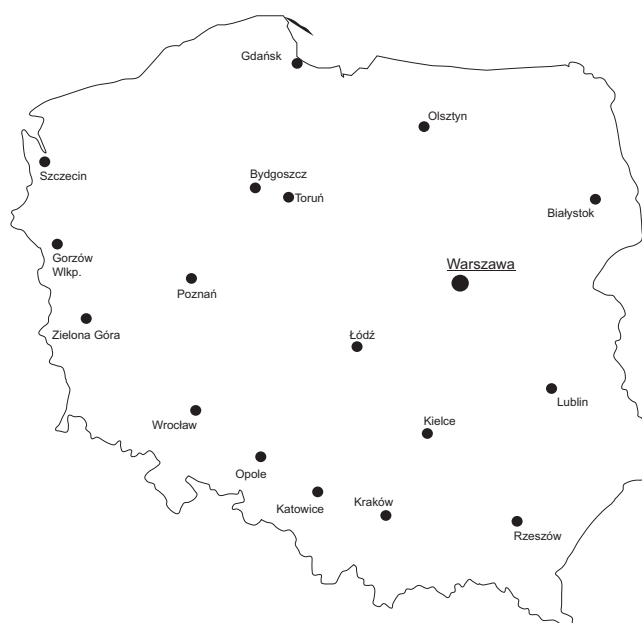 Gdańsk
Olsztyn
Szczecin
Bydgoszcz
Toruń
Białystok
Gorzów
Wlkp.
Warszawa
Poznań
Zielona Góra
Łódź
Lublin
Wrocław
Kielce
Opole
Katowice
Kraków
Rzeszów